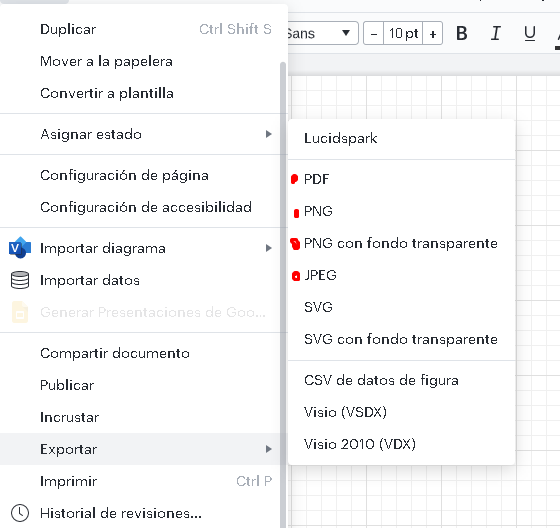 Duplicar Ctrl Shift S
Mover a la papelera
Convertir a plantilla
Asignar estado
Configuración de página
Configuración de accesibilidad
Importar diagrama
Importar datos
Generar Presentaciones de Goo...
Compartir documento
Publicar
Incrustar
Exportar
Imprimir Ctrl P
Historial de revisiones...
Sans
− 10 pt +
B I U
Lucidspark
PDF
PNG
PNG con fondo transparente
JPEG
SVG
SVG con fondo transparente
CSV de datos de figura
Visio (VSDX)
Visio 2010 (VDX)